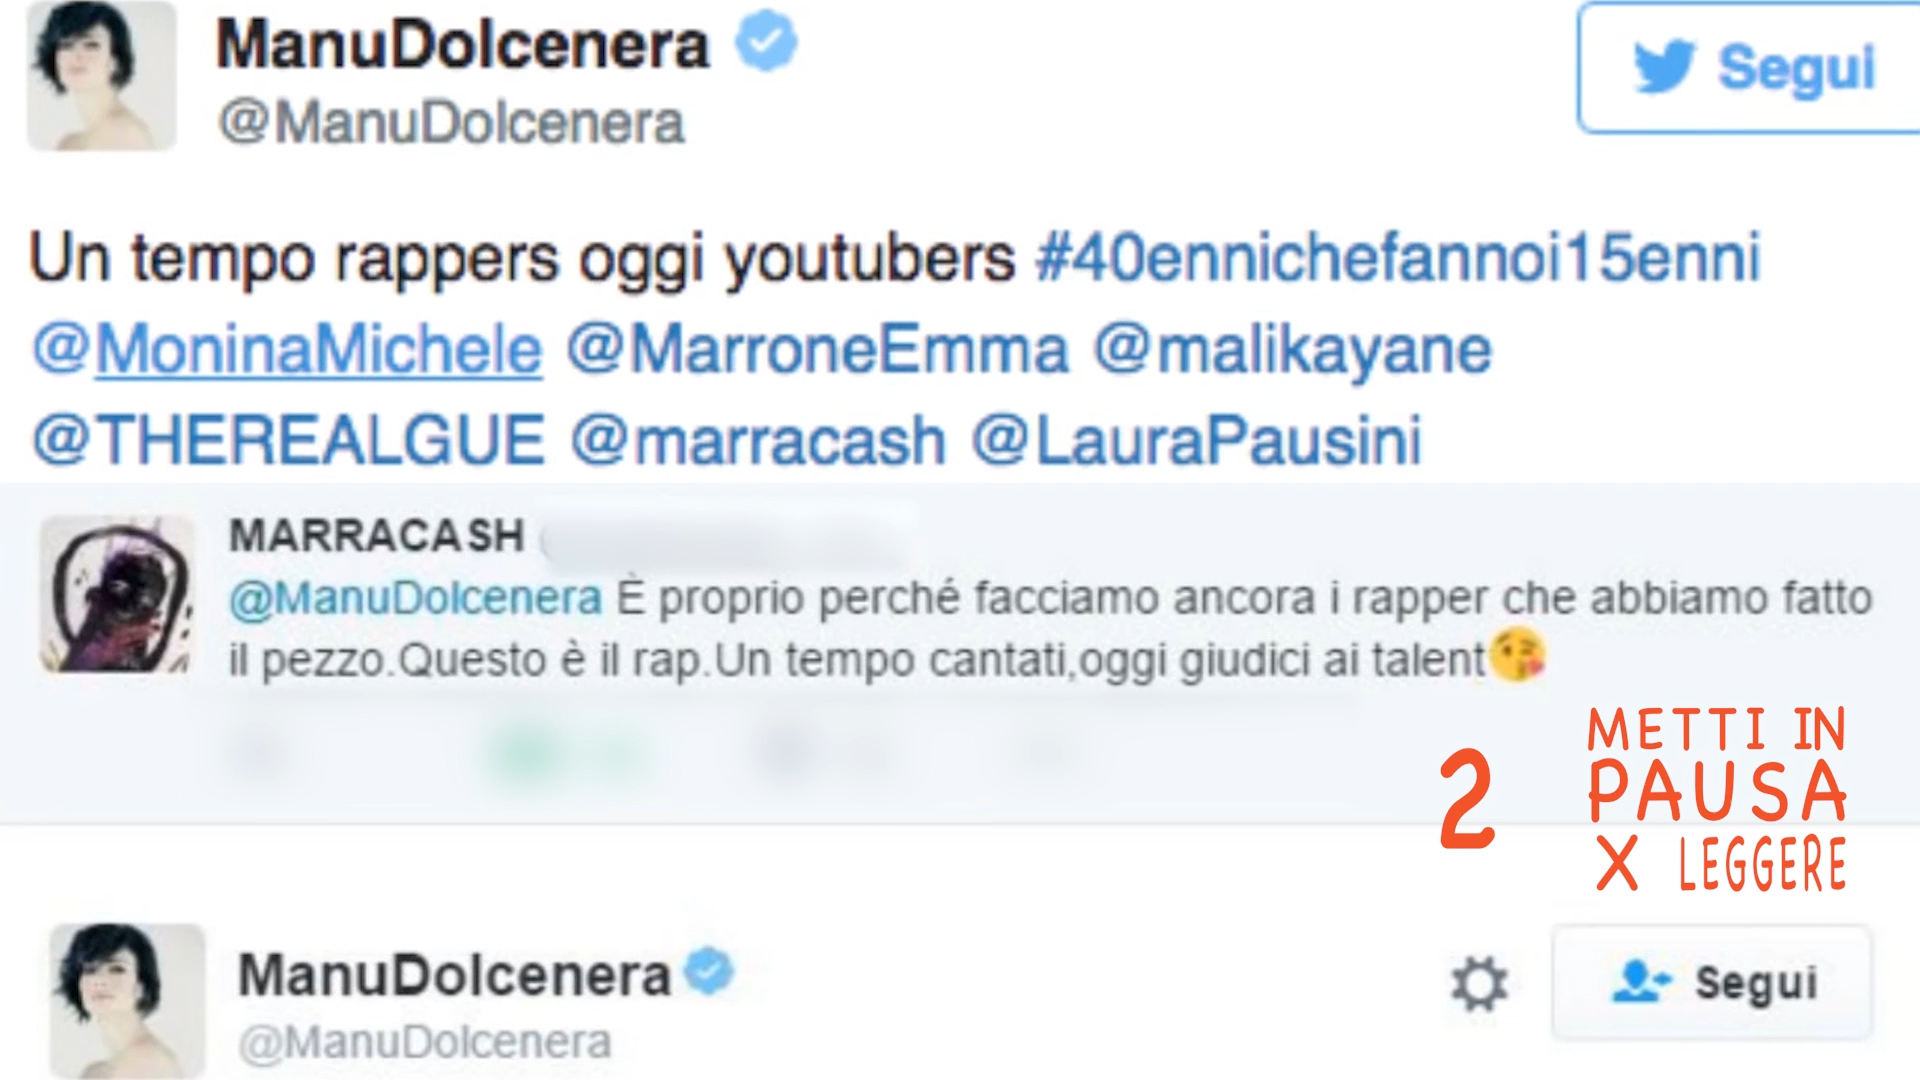 ManuDolcenera
@ManuDolcenera
Segui
Un tempo rappers oggi youtubers #40ennichefannoi15enni
@MoninaMichele @MarroneEmma @malikayane
@THEREALGUE @marracash @LauraPausini
MARRACASH
@ManuDolcenera È proprio perché facciamo ancora i rapper che abbiamo fatto
il pezzo.Questo è il rap.Un tempo cantati,oggi giudici ai talent😘
2
METTI IN
PAUSA
X LEGGERE
ManuDolcenera
@ManuDolcenera
Segui